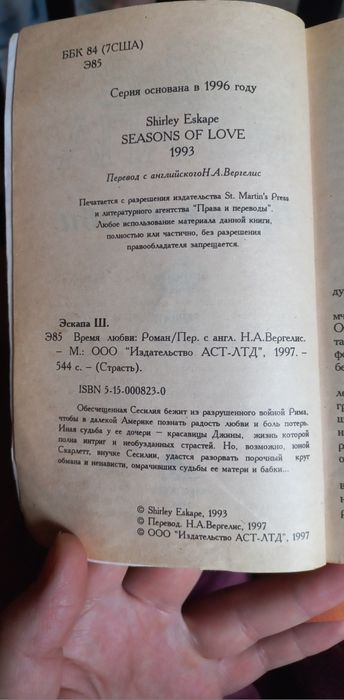 ББК 84 (7США)
Э85
Серия основана в 1996 году
Shirley Eskape
SEASONS OF LOVE
1993
Перевод с английскогоН.А.Вергелис
Печатается с разрешения издательства St. Martin's Press
и литературного агентства "Права и переводы".
Любое использование материала данной книги,
полностью или частично, без разрешения
правообладателя запрещается.
Эскапа Ш.
Э85 Время любви: Роман/Пер. с англ. Н.А.Вергелис.
– М.: ООО "Издательство АСТ-ЛТД", 1997.–
544 с. – (Страсть).
ISBN 5-15-000823-0
Обесчещенная Сесилия бежит из разрушенного войной Рима,
чтобы в далекой Америке познать радость любви и боль потерь.
Иная судьба у ее дочери – красавицы Джины, жизнь которой
полна интриг и необузданных страстей. Но, возможно, юной
Скарлетт, внучке Сесилии, удастся разорвать порочный круг
обмана и ненависти, омрачивших судьбы ее матери и бабки...
© Shirley Eskape, 1993
© Перевод. Н.А.Вергелис, 1997
© ООО "Издательство АСТ-ЛТД", 1997